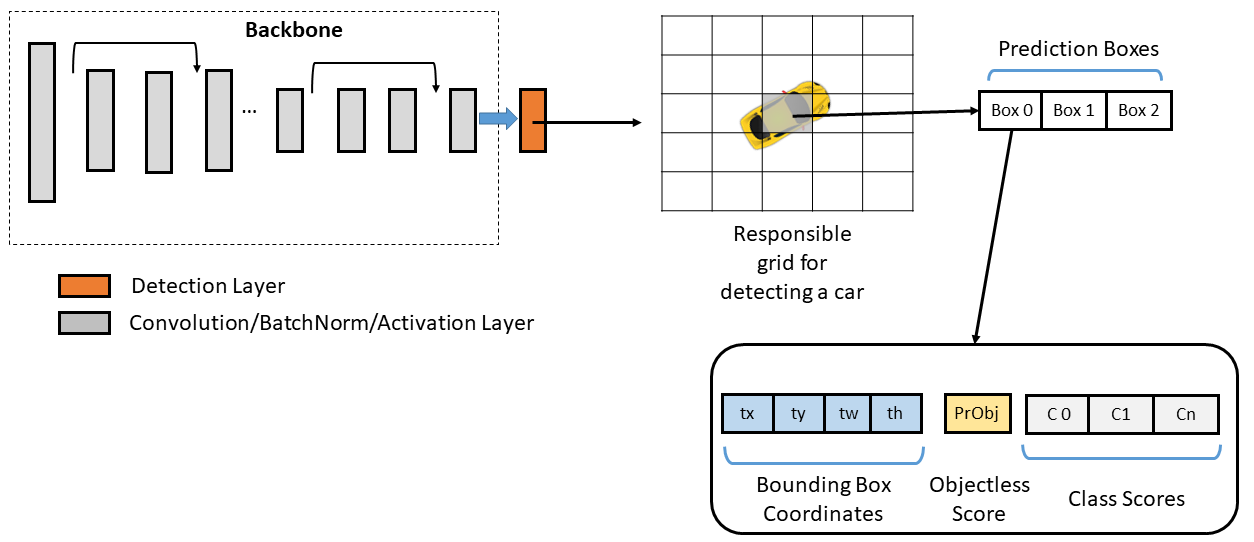 Backbone
...
Prediction Boxes
Box 0 Box 1 Box 2
Responsible
grid for
detecting a car
Detection Layer
Convolution/BatchNorm/Activation Layer
tx ty tw th PrObj C 0 C1 Cn
Bounding Box
Coordinates
Objectless
Score
Class Scores